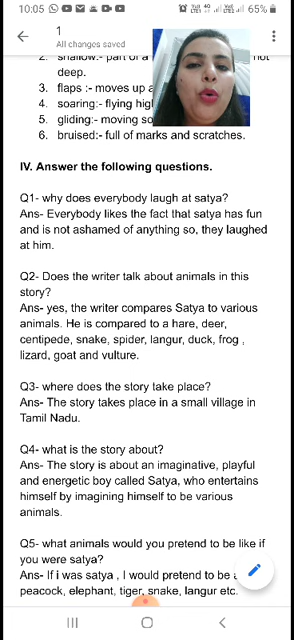 10:05 65%
1
All changes saved
2. shallow:- part of a not
deep.
3. flaps :- moves up a
4. soaring:- flying hig
5. gliding:- moving so
6. bruised:- full of marks and scratches.
IV. Answer the following questions.
Q1- why does everybody laugh at satya?
Ans- Everybody likes the fact that satya has fun
and is not ashamed of anything so, they laughed
at him.
Q2- Does the writer talk about animals in this
story?
Ans- yes, the writer compares Satya to various
animals. He is compared to a hare, deer,
centipede, snake, spider, langur, duck, frog ,
lizard, goat and vulture.
Q3- where does the story take place?
Ans- The story takes place in a small village in
Tamil Nadu.
Q4- what is the story about?
Ans- The story is about an imaginative, playful
and energetic boy called Satya, who entertains
himself by imagining himself to be various
animals.
Q5- what animals would you pretend to be like if
you were satya?
Ans- If i was satya , I would pretend to be a
peacock, elephant, tiger, snake, langur etc.